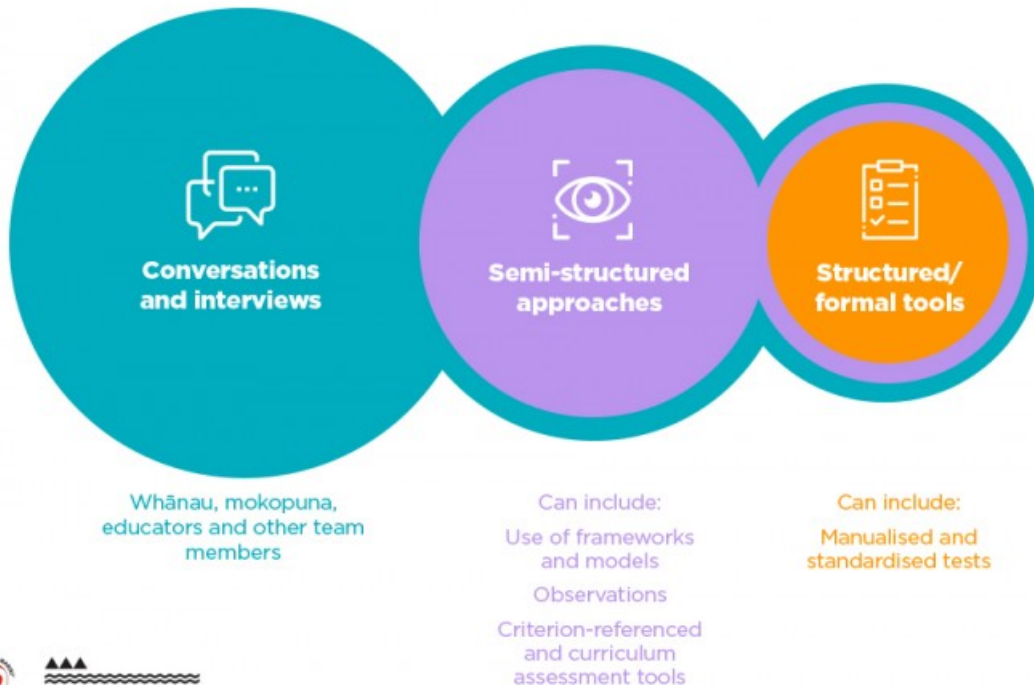 Conversations
and interviews
Semi-structured
approaches
Structured/
formal tools
Whānau, mokopuna,
educators and other team
members
Can include:
Use of frameworks
and models
Observations
Criterion-referenced
and curriculum
assessment tools
Can include:
Manualised and
standardised tests